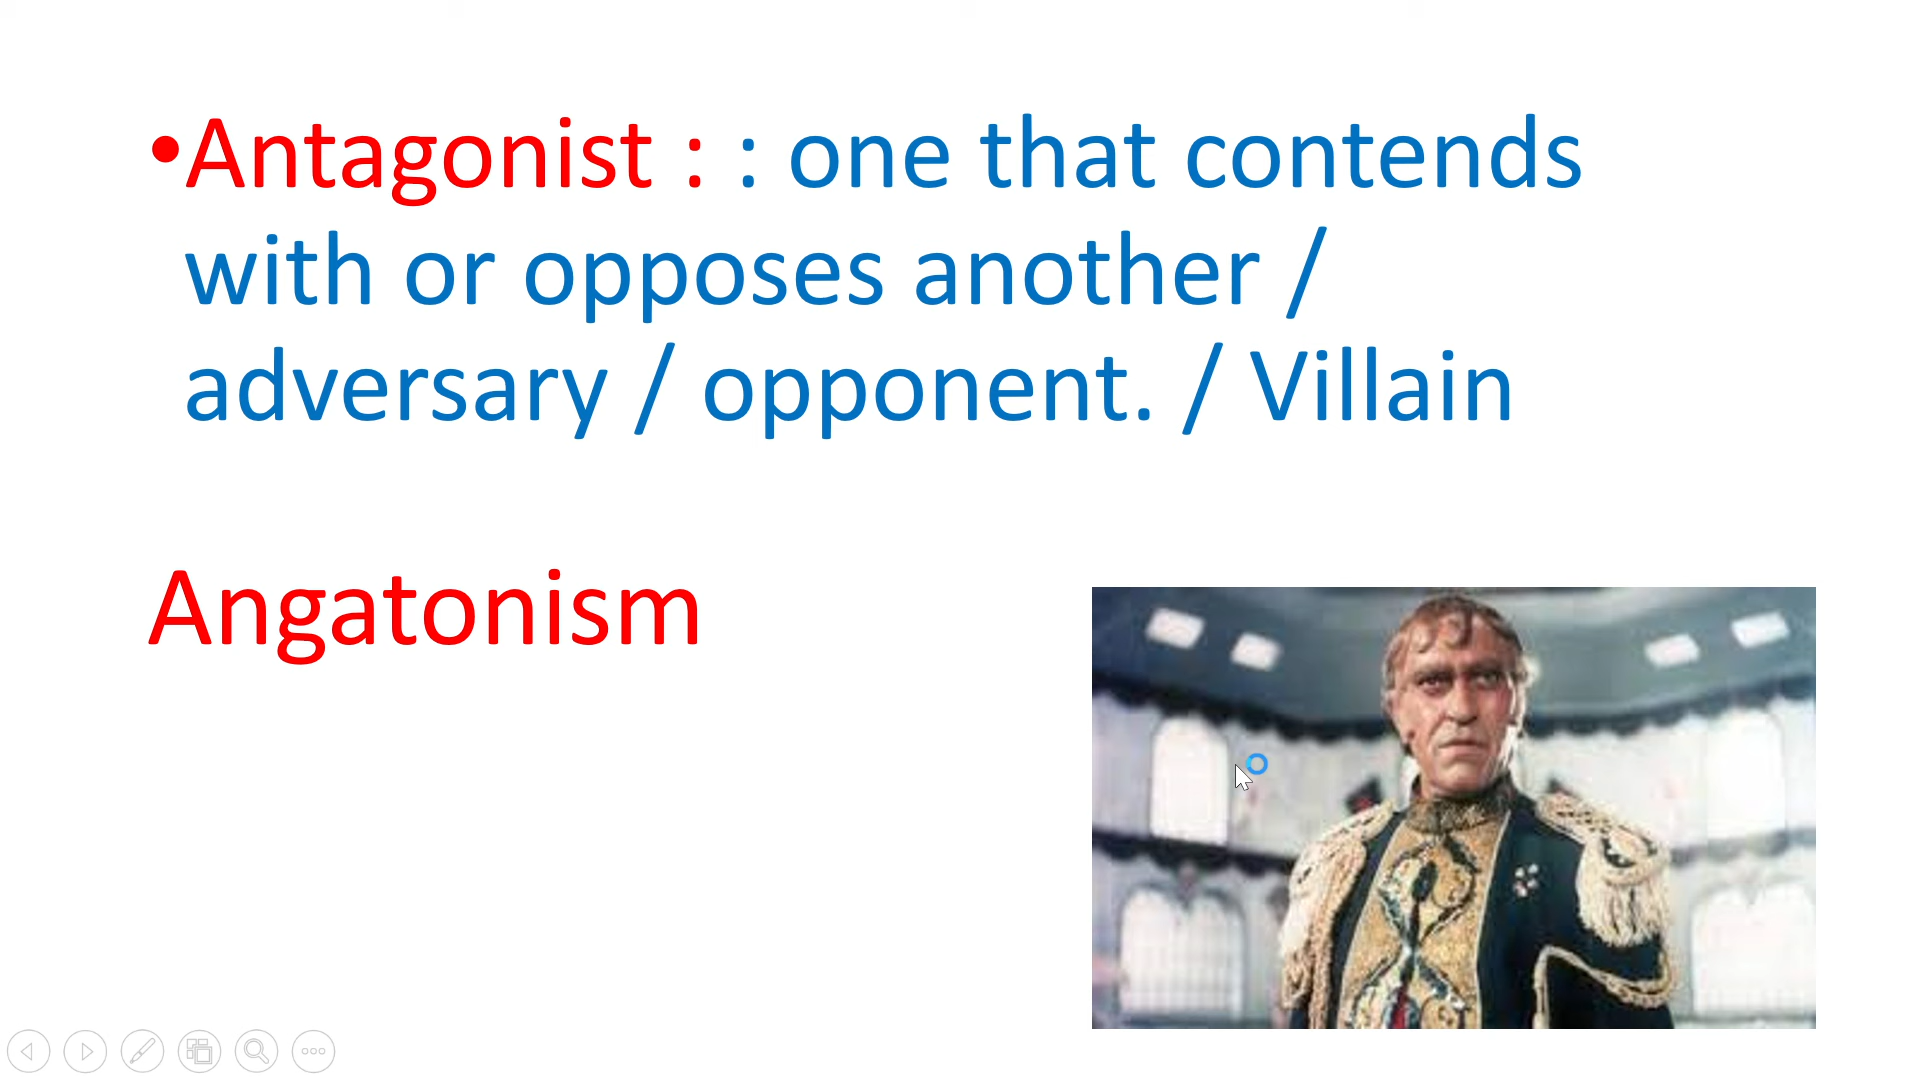 •Antagonist : : one that contends
with or opposes another /
adversary / opponent. / Villain
Angatonism